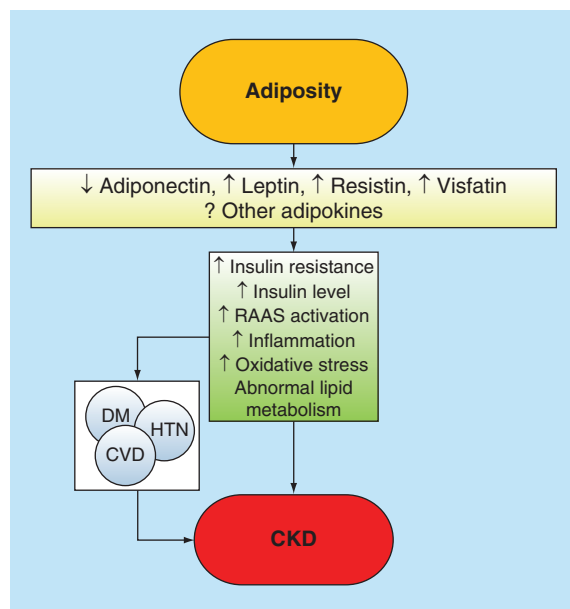 Adiposity
↓ Adiponectin, ↑ Leptin, ↑ Resistin, ↑ Visfatin
? Other adipokines
↑ Insulin resistance
↑ Insulin level
↑ RAAS activation
↑ Inflammation
↑ Oxidative stress
Abnormal lipid
metabolism
DM
HTN
CVD
CKD